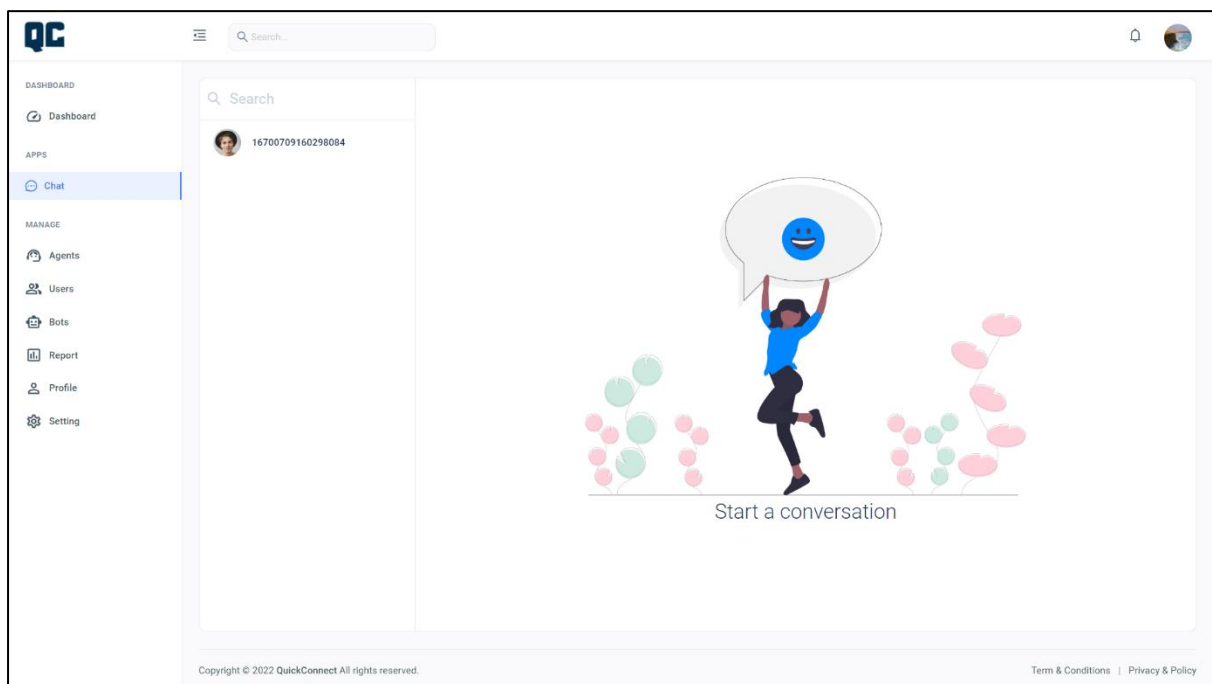 QC
Search...
DASHBOARD
Dashboard
APPS
Chat
MANAGE
Agents
Users
Bots
Report
Profile
Setting
Search
16700709160298084
Start a conversation
Copyright © 2022 QuickConnect All rights reserved.
Term & Conditions | Privacy & Policy